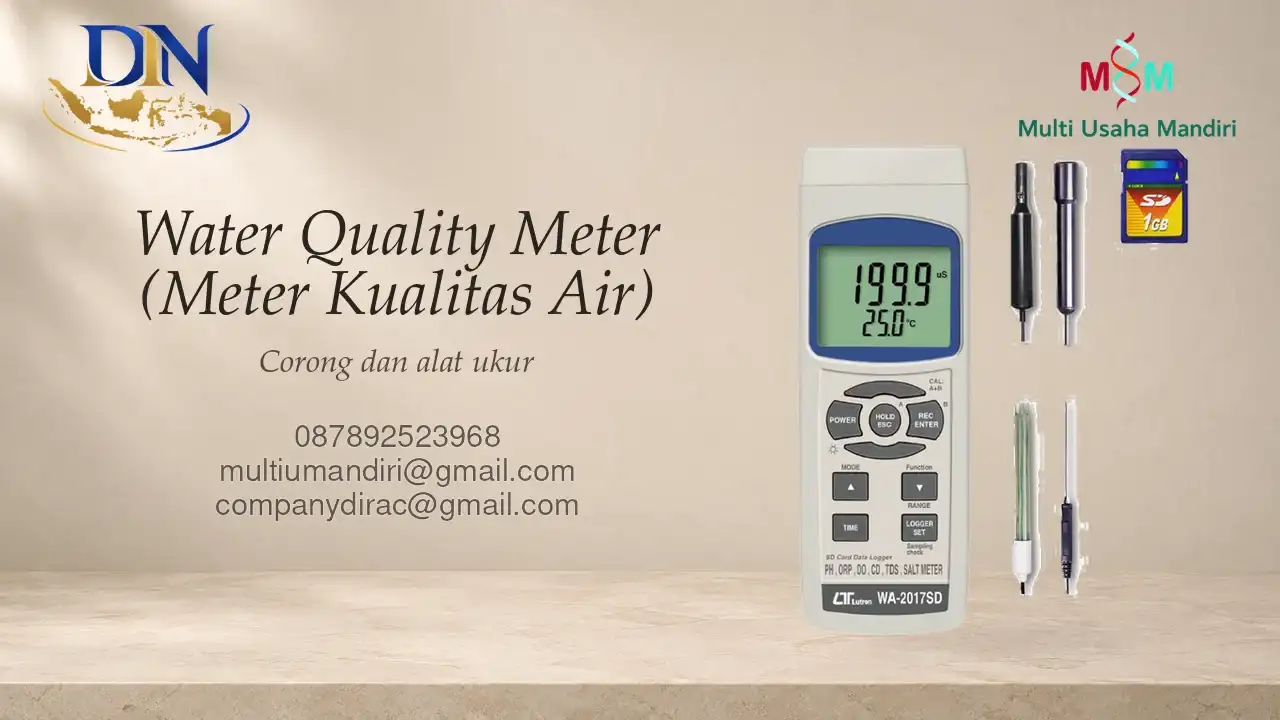 DN
MSM
Multi Usaha Mandiri
Water Quality Meter
(Meter Kualitas Air)
Corong dan alat ukur
087892523968
multiumandiri@gmail.com
companydirac@gmail.com
SD
1GB
199.9 uS
25.0 °C
CAL.
A+B
A
B
POWER
HOLD
ESC
REC
ENTER
MODE
Function
RANGE
TIME
LOGGER
SET
Sampling
check
SD Card Data Logger
PH, ORP, DO, CD, TDS, SALT METER
Lutron WA-2017SD